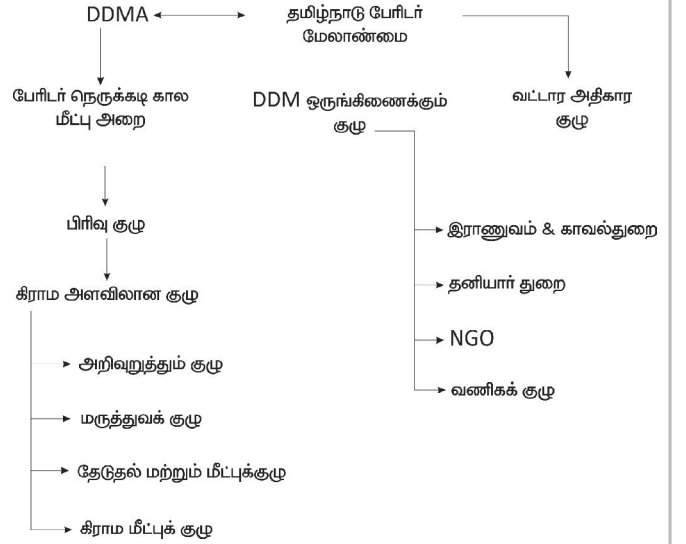 DDMA
தமிழ்நாடு பேரிடர்
மேலாண்மை
பேரிடர் நெருக்கடி கால
மீட்பு அறை
DDM ஒருங்கிணைக்கும்
குழு
வட்டார அதிகார
குழு
பிரிவு குழு
கிராம அளவிலான குழு
அறிவுறுத்தும் குழு
மருத்துவக் குழு
தேடுதல் மற்றும் மீட்புக்குழு
கிராம மீட்புக் குழு
இராணுவம் & காவல்துறை
தனியார் துறை
NGO
வணிகக் குழு